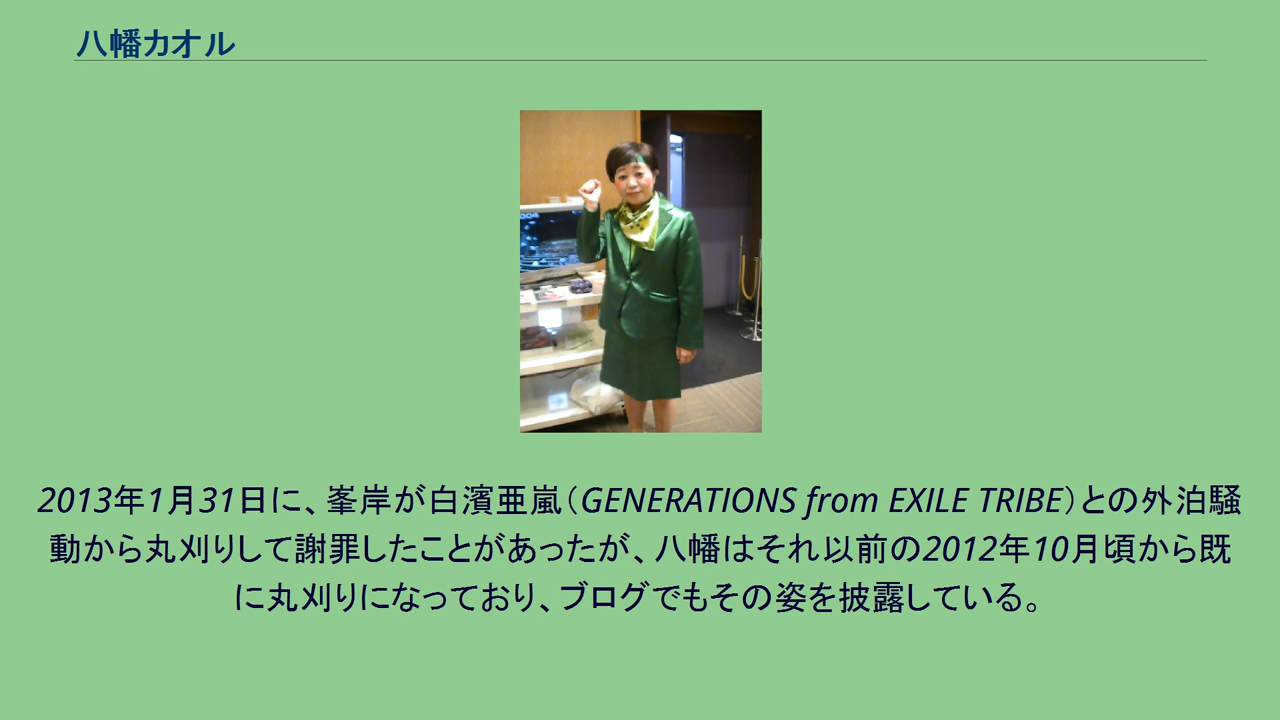 八幡カオル
2013年1月31日に、峯岸が白濱亜嵐（GENERATIONS from EXILE TRIBE）との外泊騒
動から丸刈りして謝罪したことがあったが、八幡はそれ以前の2012年10月頃から既
に丸刈りになっており、ブログでもその姿を披露している。